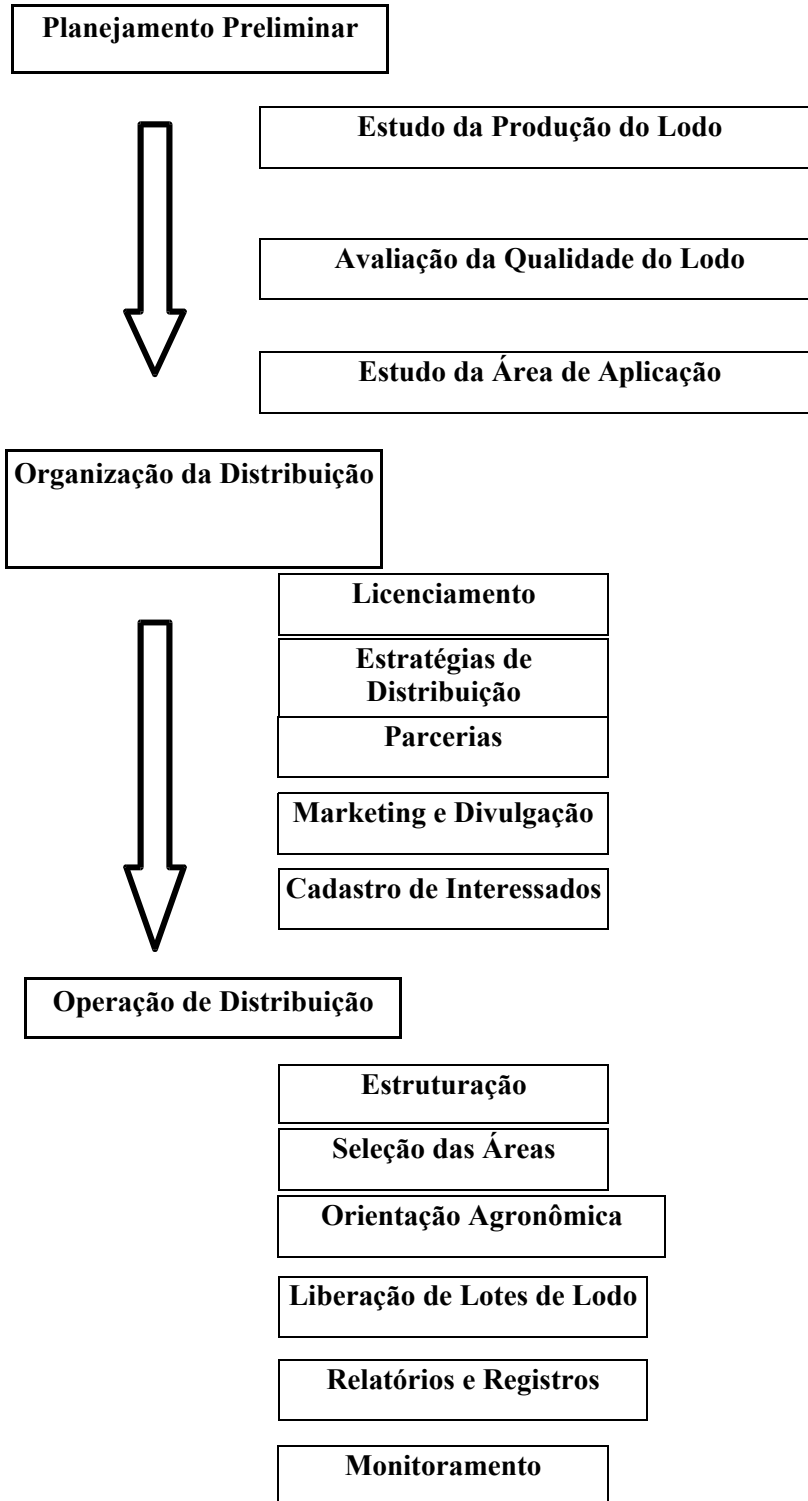 Planejamento Preliminar
Estudo da Produção do Lodo
Avaliação da Qualidade do Lodo
Estudo da Área de Aplicação
Organização da Distribuição
Licenciamento
Estratégias de
Distribuição
Parcerias
Marketing e Divulgação
Cadastro de Interessados
Operação de Distribuição
Estruturação
Seleção das Áreas
Orientação Agronômica
Liberação de Lotes de Lodo
Relatórios e Registros
Monitoramento